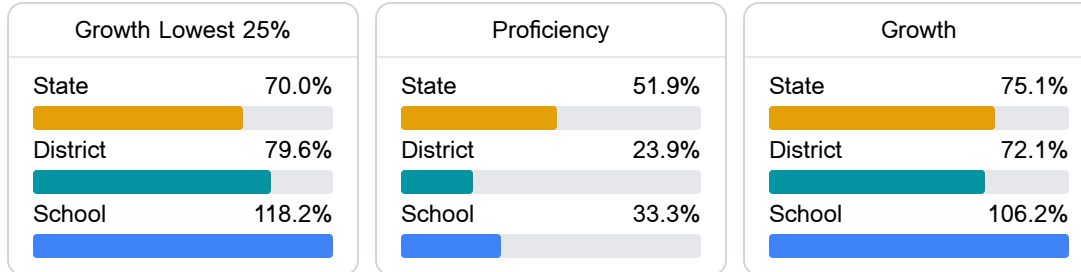 Growth Lowest 25%
State 70.0%
District 79.6%
School 118.2%
Proficiency
State 51.9%
District 23.9%
School 33.3%
Growth
State 75.1%
District 72.1%
School 106.2%